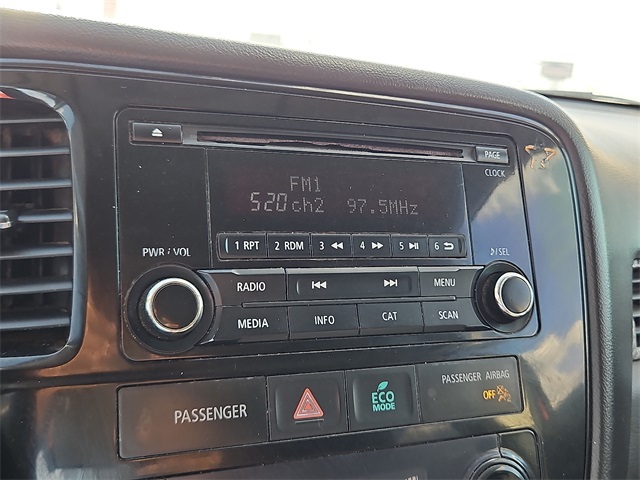 PAGE
CLOCK
FM1
520ch2 97.5MHz
1 RPT 2 RDM 3 4 5 6
PWR / VOL
♪/SEL
RADIO MENU
MEDIA INFO CAT SCAN
PASSENGER
ECO
MODE
PASSENGER AIRBAG
OFF